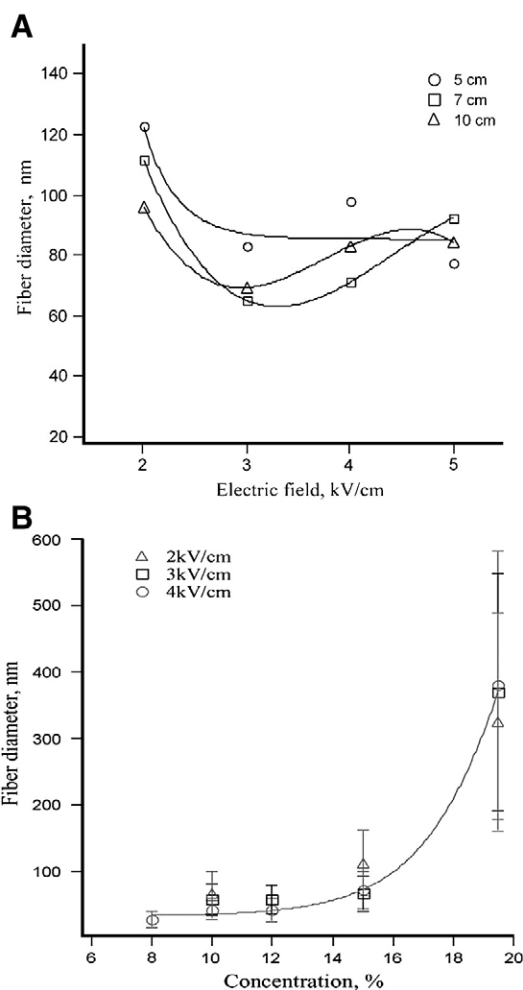 A
140
120
100
80
60
40
20
Fiber diameter, nm
5 cm
7 cm
10 cm
2 3 4 5
Electric field, kV/cm
B
600
500
400
300
200
100
Fiber diameter, nm
2kV/cm
3kV/cm
4kV/cm
6 8 10 12 14 16 18 20
Concentration, %